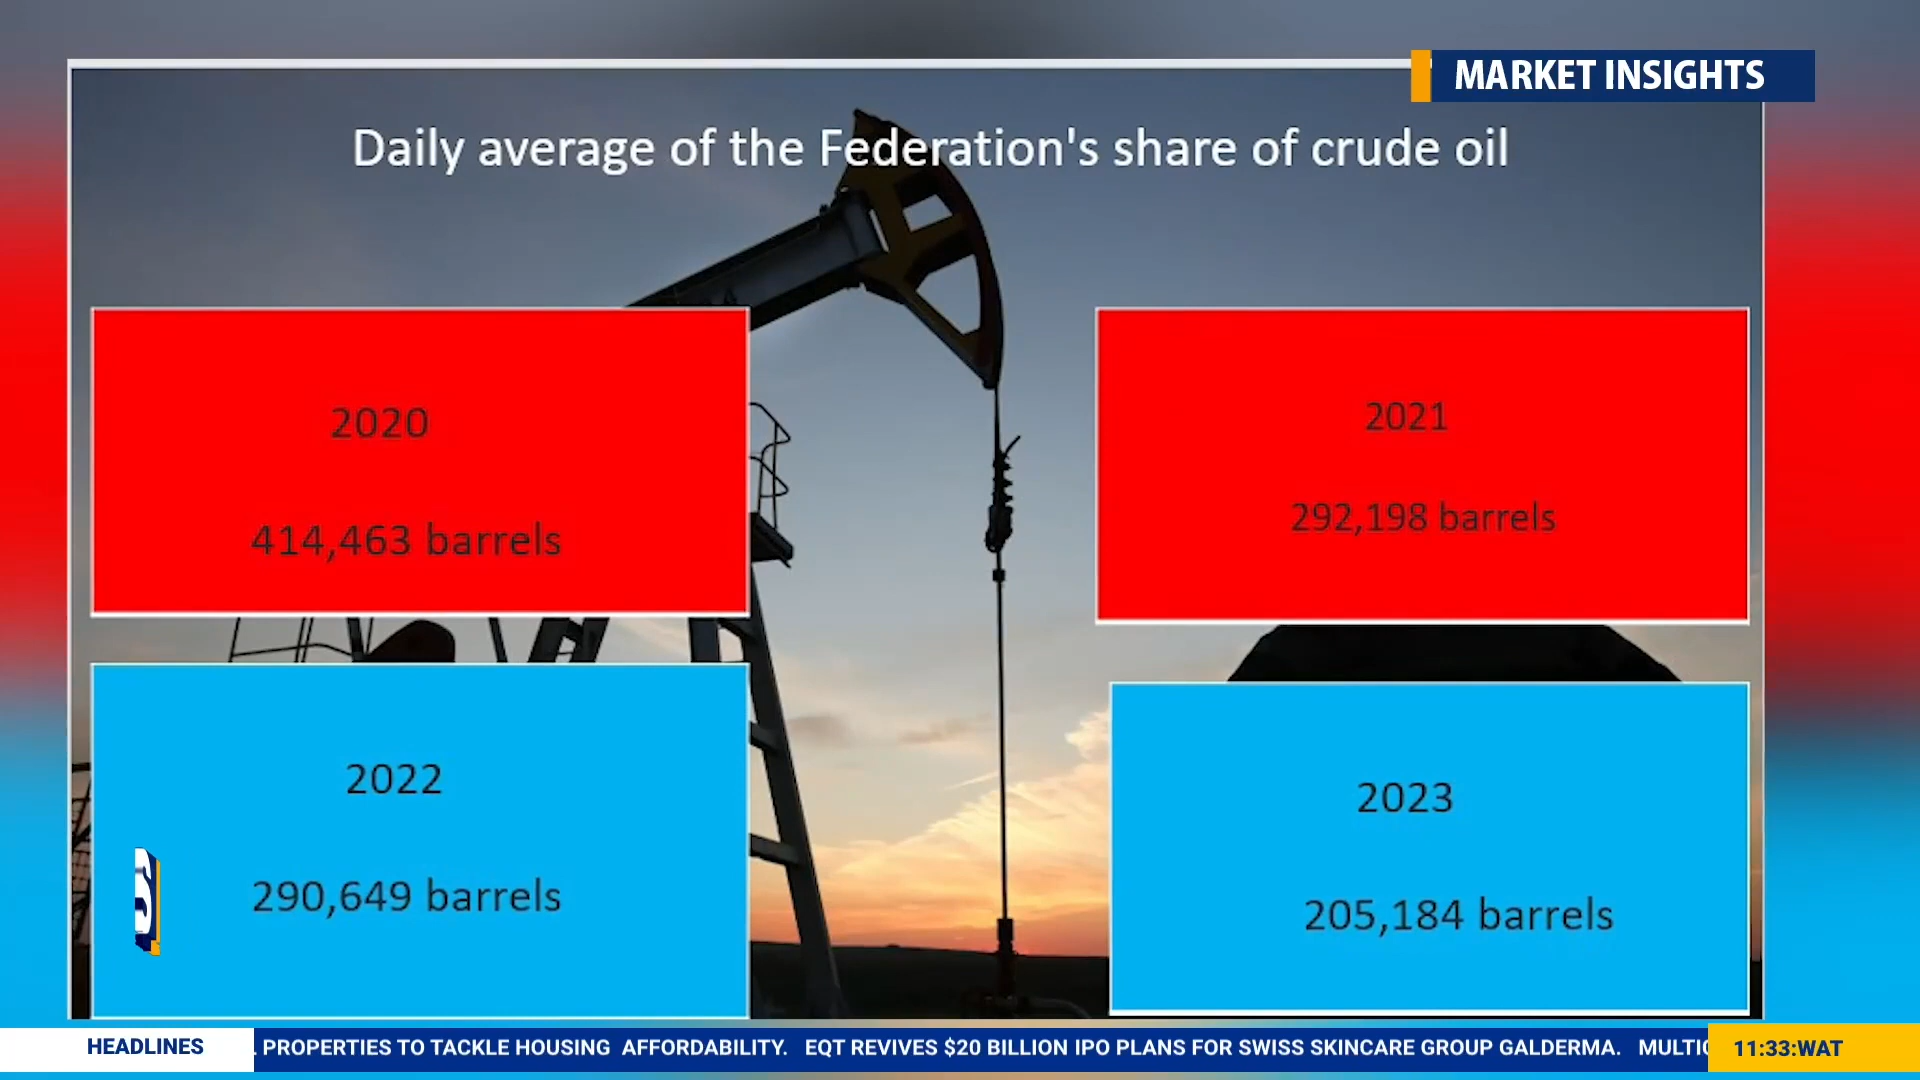 MARKET INSIGHTS
Daily average of the Federation's share of crude oil
2020
414,463 barrels
2021
292,198 barrels
2022
290,649 barrels
2023
205,184 barrels
HEADLINES
PROPERTIES TO TACKLE HOUSING AFFORDABILITY. EQT REVIVES $20 BILLION IPO PLANS FOR SWISS SKINCARE GROUP GALDERMA.
11:33:WAT